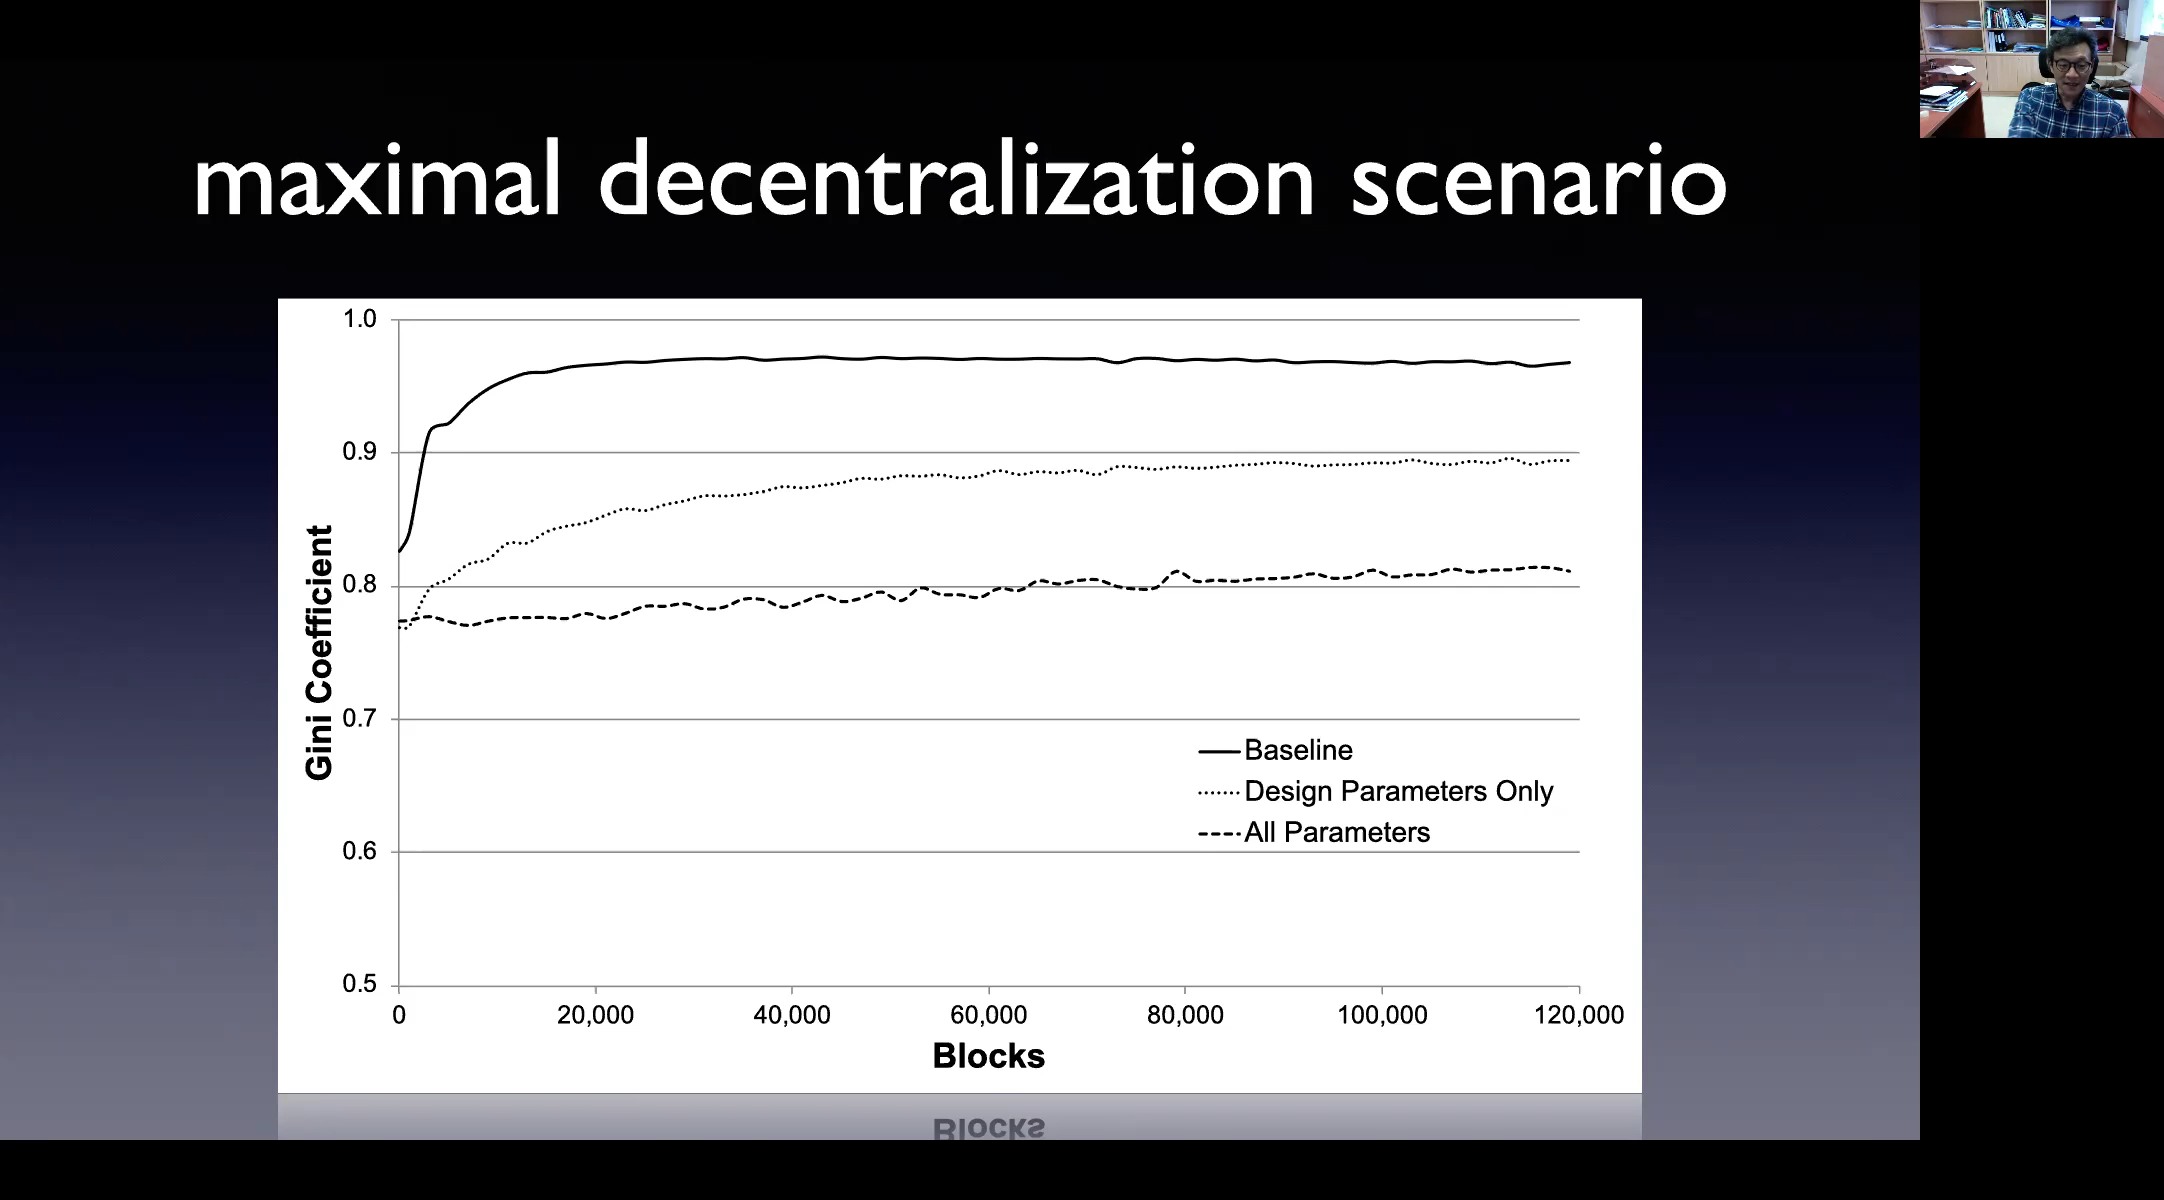 maximal decentralization scenario
1.0
0.9
0.8
0.7
0.6
0.5
Gini Coefficient
Baseline
Design Parameters Only
All Parameters
0 20,000 40,000 60,000 80,000 100,000 120,000
Blocks
Blocks